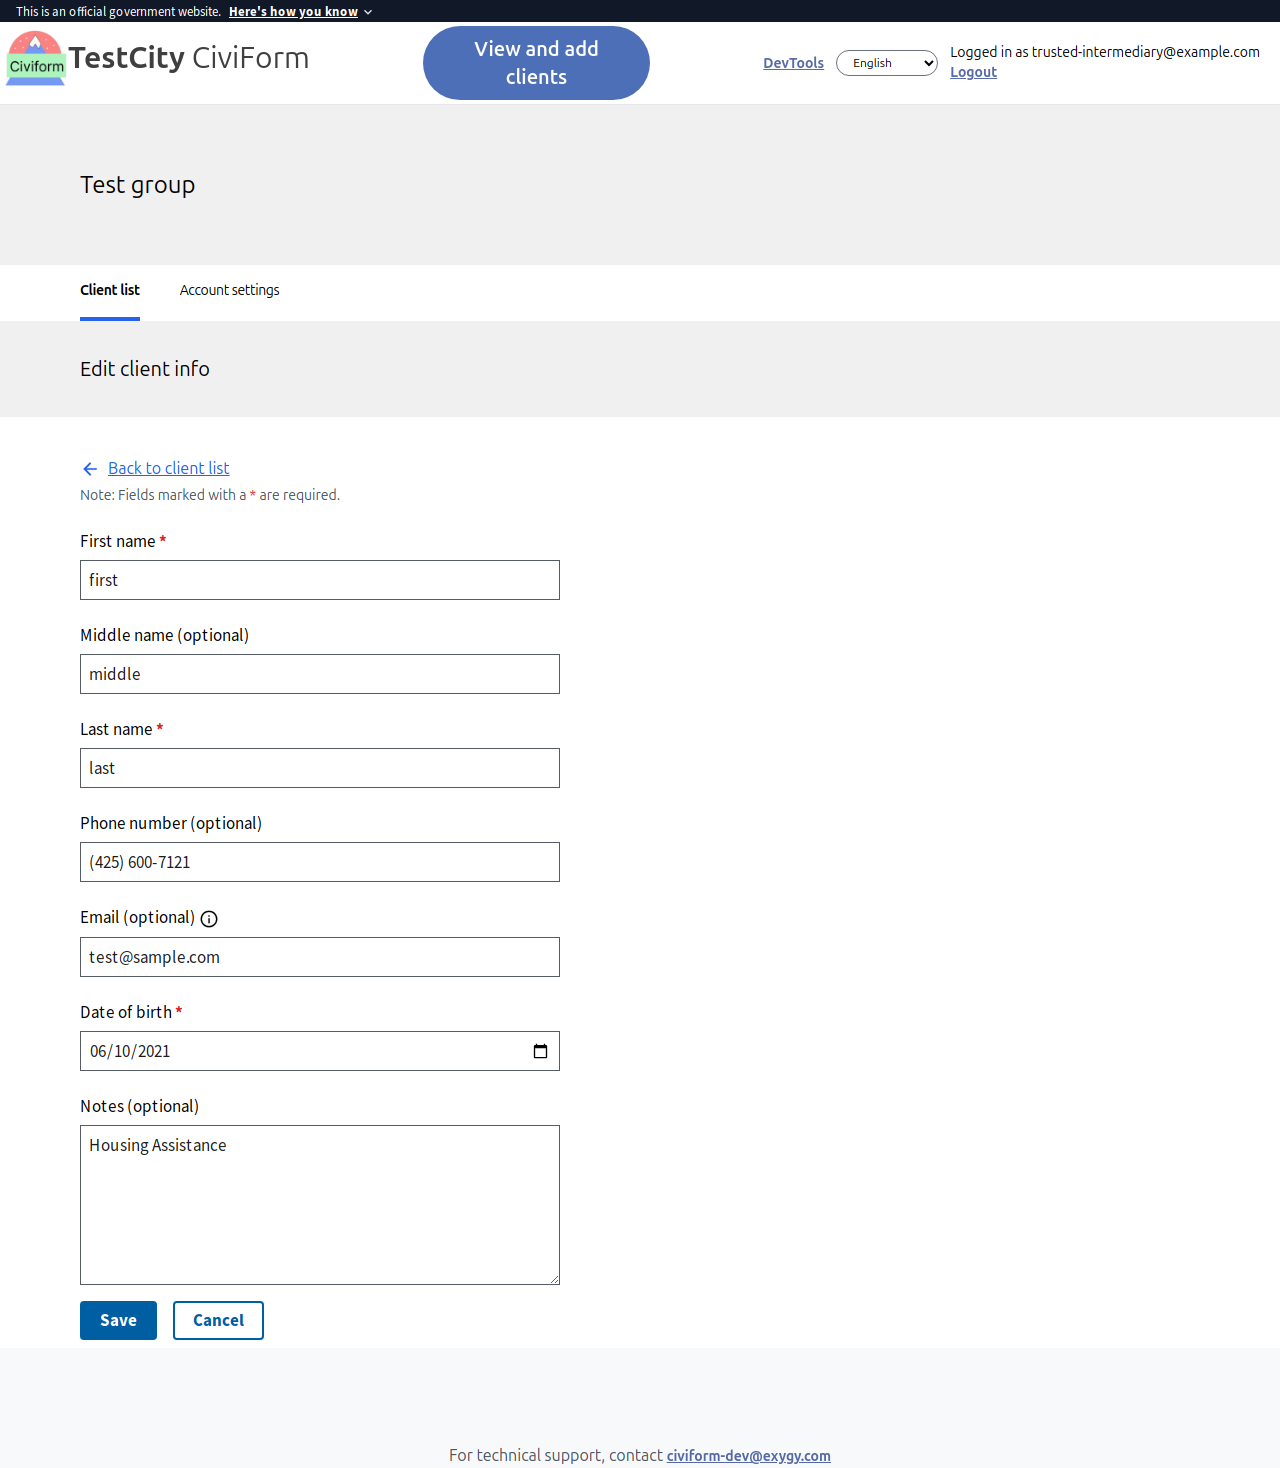 This is an official government website. Here's how you know
Civiform
TestCity CiviForm
View and add
clients
DevTools
English
Logged in as trusted-intermediary@example.com
Logout
Test group
Client list
Account settings
Edit client info
Back to client list
Note: Fields marked with a * are required.
First name *
first
Middle name (optional)
middle
Last name *
last
Phone number (optional)
(425) 600-7121
Email (optional)
test@sample.com
Date of birth *
06/10/2021
Notes (optional)
Housing Assistance
Save
Cancel
For technical support, contact civiform-dev@exygy.com